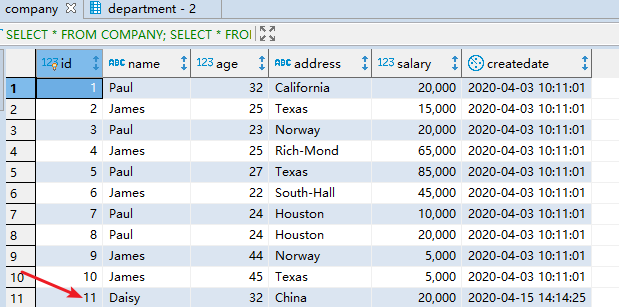 company department - 2
SELECT * FROM COMPANY; SELECT * FROM
123 id ABC name 123 age ABC address 123 salary createdate
1 1 Paul 32 California 20,000 2020-04-03 10:11:01
2 2 James 25 Texas 15,000 2020-04-03 10:11:01
3 3 Paul 23 Norway 20,000 2020-04-03 10:11:01
4 4 James 25 Rich-Mond 65,000 2020-04-03 10:11:01
5 5 Paul 27 Texas 85,000 2020-04-03 10:11:01
6 6 James 22 South-Hall 45,000 2020-04-03 10:11:01
7 7 Paul 24 Houston 10,000 2020-04-03 10:11:01
8 8 Paul 24 Houston 20,000 2020-04-03 10:11:01
9 9 James 44 Norway 5,000 2020-04-03 10:11:01
10 10 James 45 Texas 5,000 2020-04-03 10:11:01
11 11 Daisy 32 China 20,000 2020-04-15 14:14:25